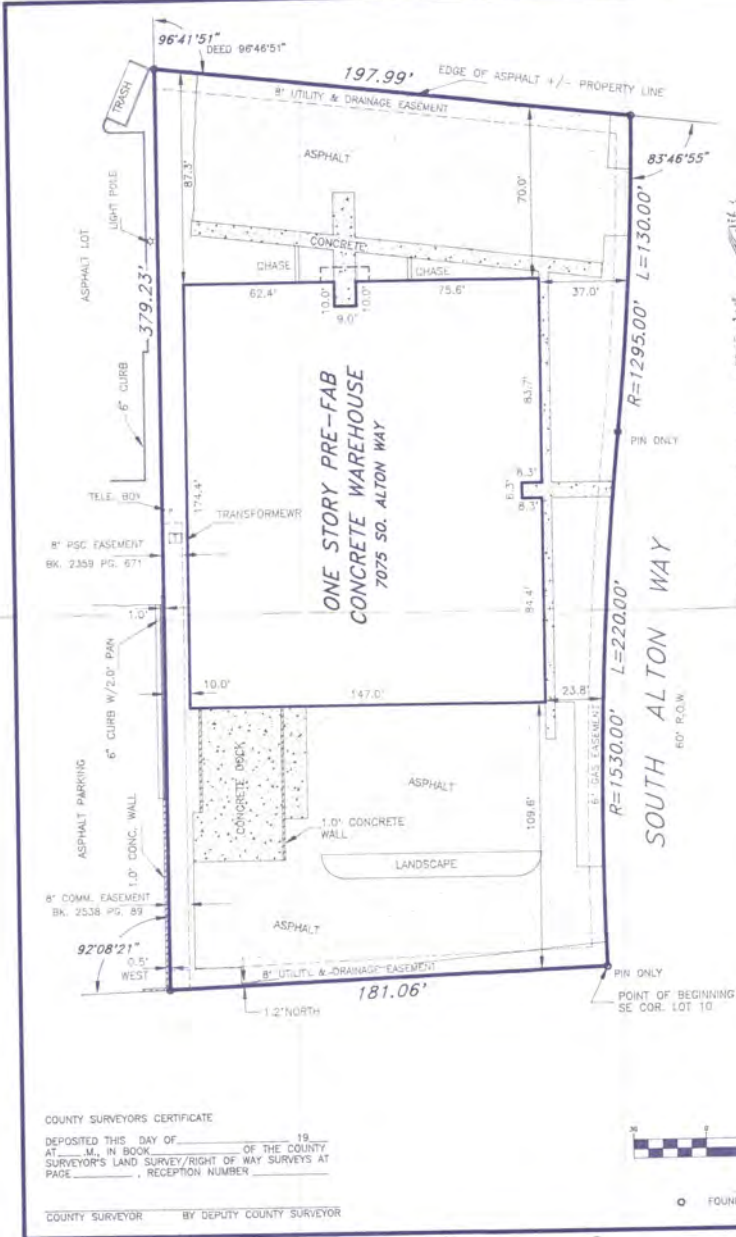 96°41'51"
DEED 96°46'51"
197.99'
EDGE OF ASPHALT +/- PROPERTY LINE
8' UTILITY & DRAINAGE EASEMENT
TRASH
ASPHALT
83°46'55"
87.3'
70.0'
LIGHT POLE
ASPHALT LOT
379.23'
CONCRETE
CHASE
CHASE
62.4'
10.0'
10.0'
9.0'
75.6'
37.0'
R=1295.00' L=130.00'
6" CURB
ONE STORY PRE-FAB
CONCRETE WAREHOUSE
7075 SO. ALTON WAY
83.7'
PIN ONLY
8.3'
6.3'
8.3'
TELE. BOX
174.4'
TRANSFORMEWR
T
8' PSC EASEMENT
BK. 2359 PG. 671
1.0'
84.4'
6" CURB W/2.0' PAN
10.0'
147.0'
23.8'
R=1530.00' L=220.00'
SOUTH ALTON WAY
60' R.O.W.
6' GAS EASEMENT
ASPHALT PARKING
1.0' CONC. WALL
CONCRETE DOCK
ASPHALT
1.0' CONCRETE
WALL
109.6'
LANDSCAPE
8' COMM. EASEMENT
BK. 2538 PG. 89
ASPHALT
92°08'21"
0.5'
WEST
8' UTILITY & DRAINAGE EASEMENT
181.06'
1.2' NORTH
PIN ONLY
POINT OF BEGINNING
SE COR. LOT 10
COUNTY SURVEYORS CERTIFICATE
DEPOSITED THIS DAY OF ____ 19__
AT ____ .M., IN BOOK ____ OF THE COUNTY
SURVEYOR'S LAND SURVEY/RIGHT OF WAY SURVEYS AT
PAGE ____ , RECEPTION NUMBER ____
COUNTY SURVEYOR BY DEPUTY COUNTY SURVEYOR
30 0
FOUN